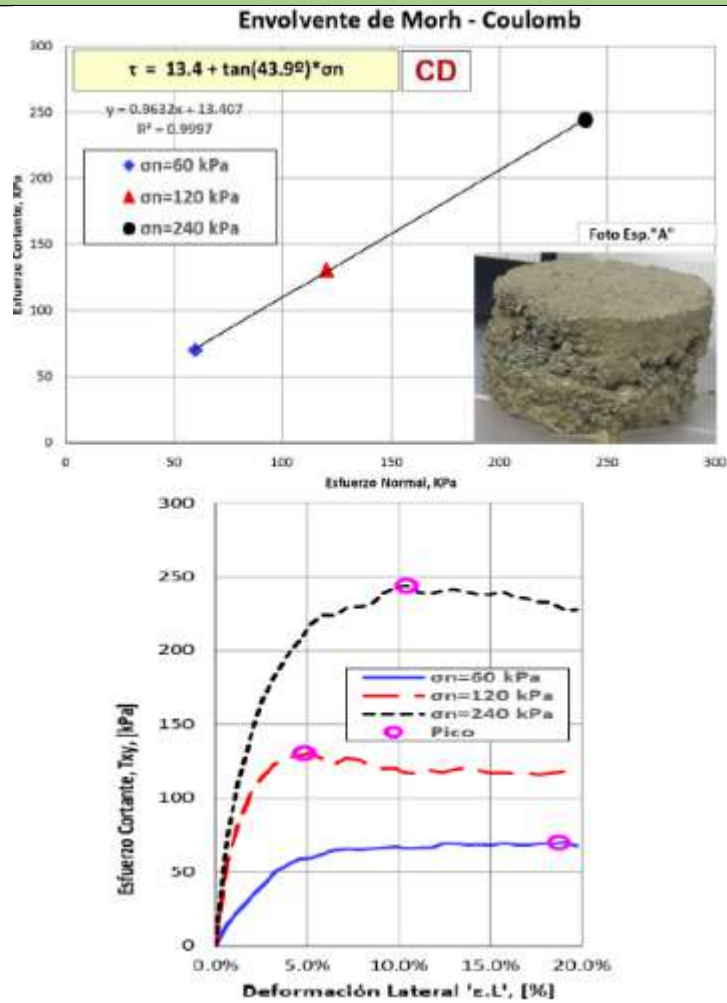 Envolvente de Morh - Coulomb
300
250
200
150
100
50
0
Esfuerzo Cortante, KPa
τ = 13.4 + tan(43.9º)*σn
CD
y = 0.9632x + 13.407
R² = 0.9997
σn=60 kPa
σn=120 kPa
σn=240 kPa
Foto Esp."A"
0 50 100 150 200 250 300
Esfuerzo Normal, KPa
300
250
200
150
100
50
0
Esfuerzo Cortante, Txy, [kPa]
σn=60 kPa
σn=120 kPa
σn=240 kPa
Pico
0.0% 5.0% 10.0% 15.0% 20.0%
Deformación Lateral 'ε.L', [%]